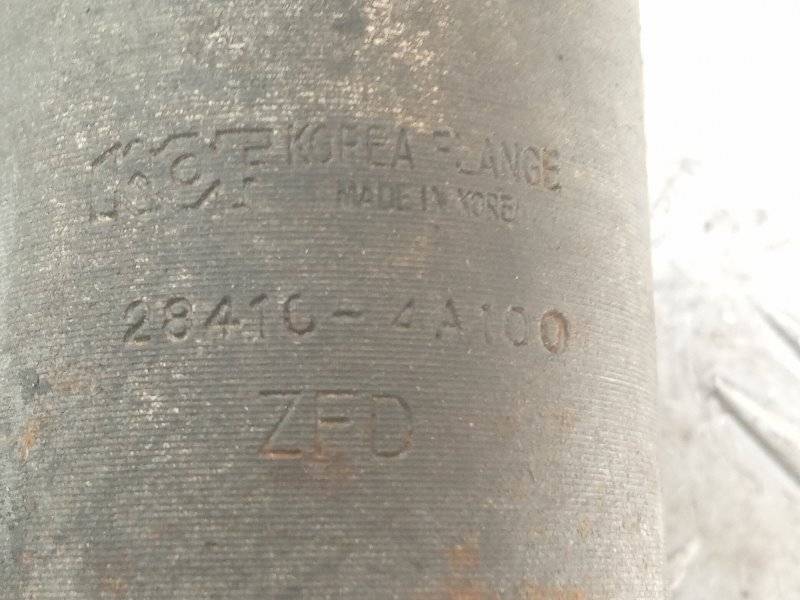 KOREA FLANGE
MADE IN KOREA
28410-4A100
ZFD